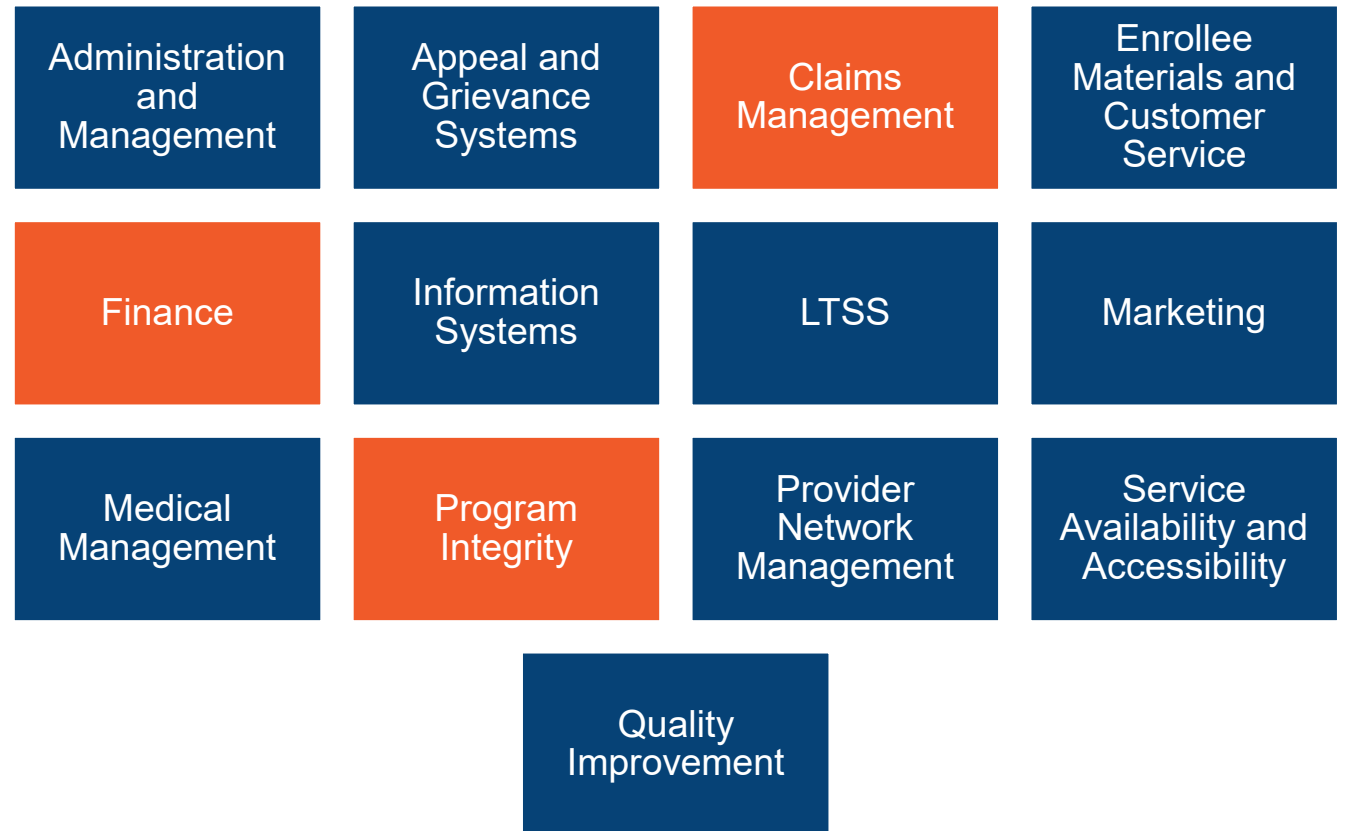 Administration
and
Management
Appeal and
Grievance
Systems
Claims
Management
Enrollee
Materials and
Customer
Service
Finance
Information
Systems
LTSS
Marketing
Medical
Management
Program
Integrity
Provider
Network
Management
Service
Availability and
Accessibility
Quality
Improvement